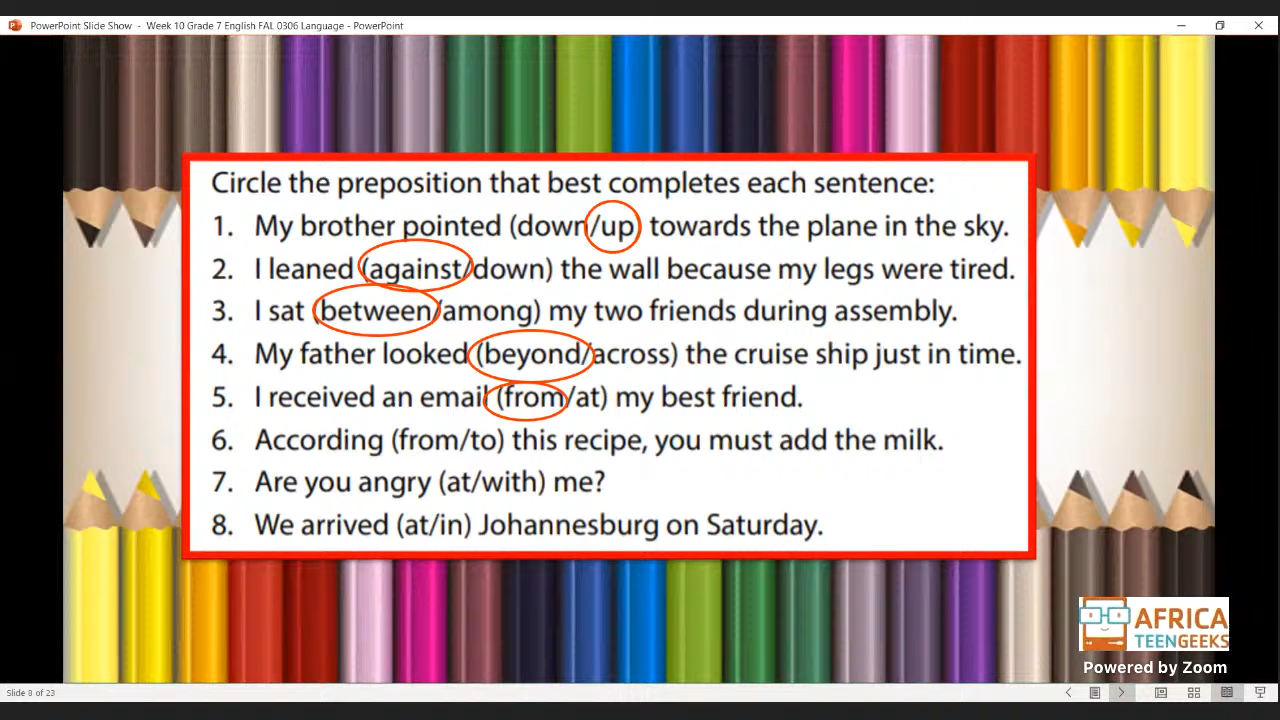 PowerPoint Slide Show - Week 10 Grade 7 English FAL 0306 Language - PowerPoint
Circle the preposition that best completes each sentence:
1. My brother pointed (down/up) towards the plane in the sky.
2. I leaned (against/down) the wall because my legs were tired.
3. I sat (between/among) my two friends during assembly.
4. My father looked (beyond/across) the cruise ship just in time.
5. I received an email (from/at) my best friend.
6. According (from/to) this recipe, you must add the milk.
7. Are you angry (at/with) me?
8. We arrived (at/in) Johannesburg on Saturday.
AFRICA
TEENGEEKS
Powered by Zoom
Slide 8 of 23